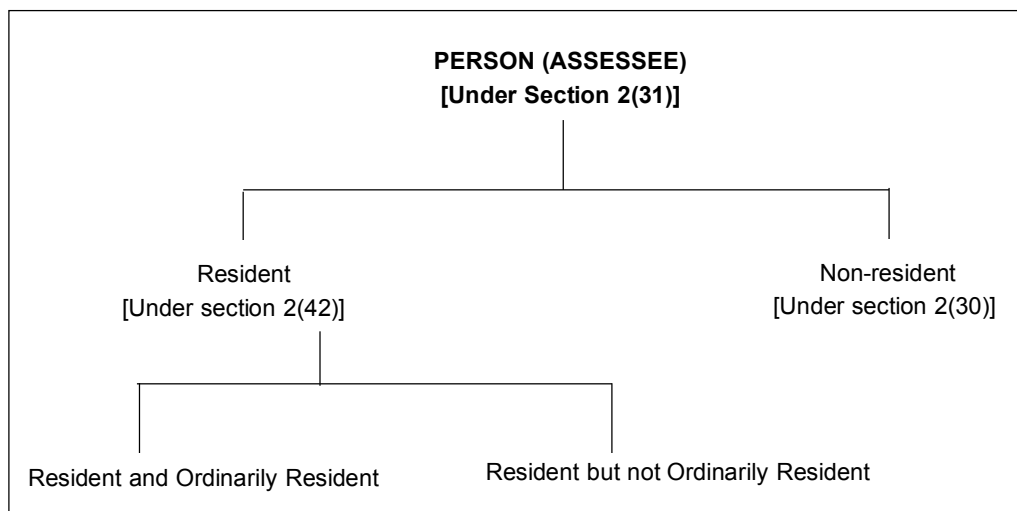 PERSON (ASSESSEE)
[Under Section 2(31)]
Resident
[Under section 2(42)]
Non-resident
[Under section 2(30)]
Resident and Ordinarily Resident
Resident but not Ordinarily Resident